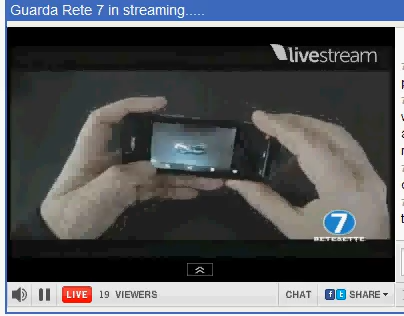 Guarda Rete 7 in streaming.....
livestream
7
RETESETTE
LIVE 19 VIEWERS CHAT f t SHARE